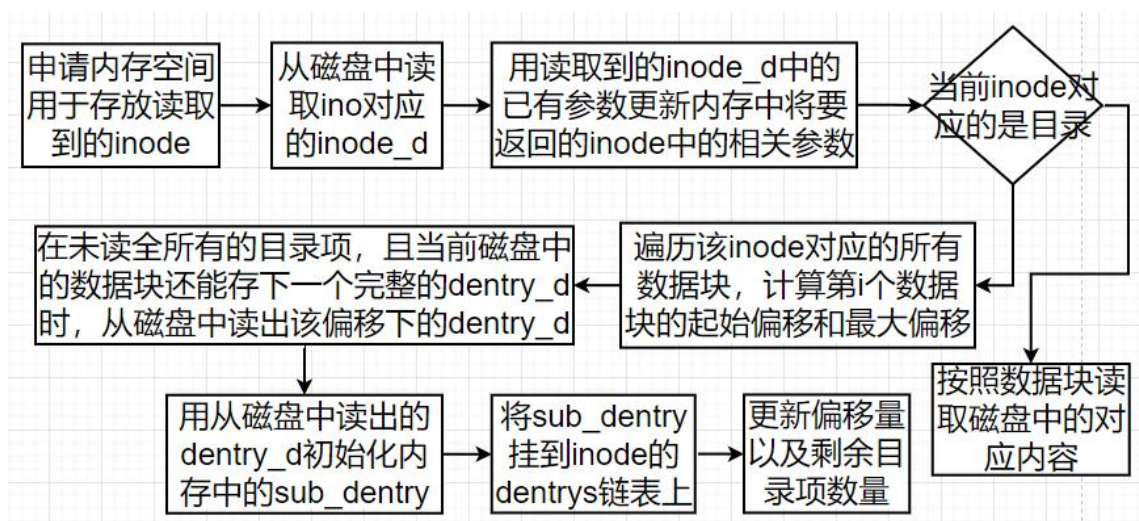 申请内存空间
用于存放读取
到的inode
从磁盘中读
取ino对应
的inode_d
用读取到的inode_d中的
已有参数更新内存中将要
返回的inode中的相关参数
当前inode对
应的是目录
在未读全所有的目录项，且当前磁盘中
的数据块还能存下一个完整的dentry_d
时，从磁盘中读出该偏移下的dentry_d
遍历该inode对应的所有
数据块，计算第i个数据
块的起始偏移和最大偏移
按照数据块读
取磁盘中的对
应内容
用从磁盘中读出的
dentry_d初始化内
存中的sub_dentry
将sub_dentry
挂到inode的
dentrys链表上
更新偏移量
以及剩余目
录项数量